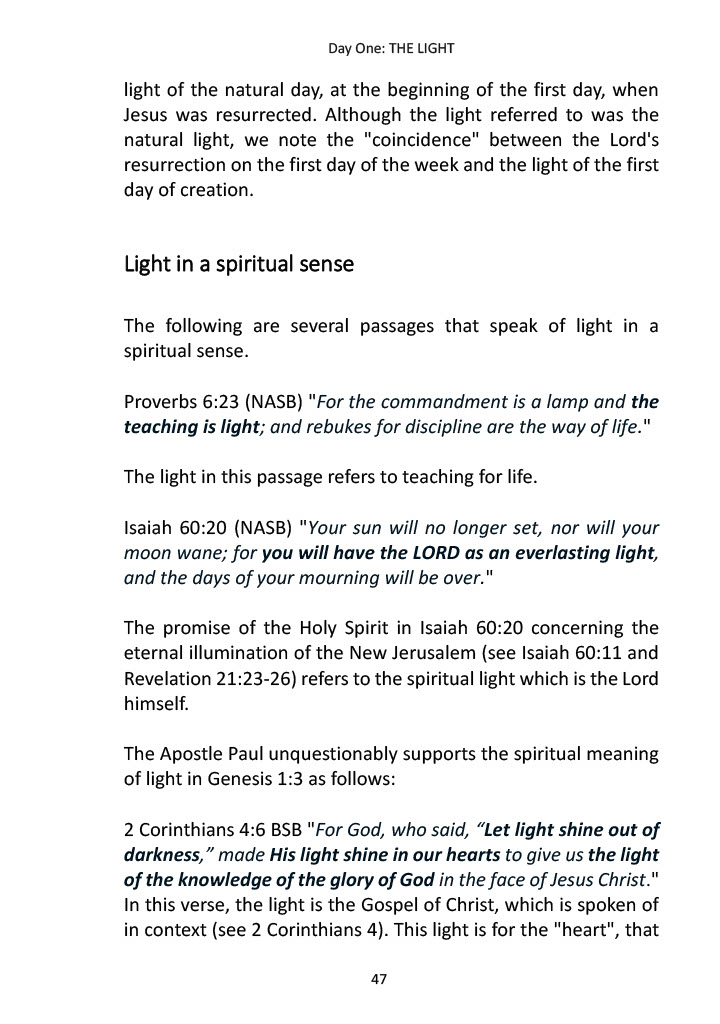 Day One: THE LIGHT
light of the natural day, at the beginning of the first day, when
Jesus was resurrected. Although the light referred to was the
natural light, we note the "coincidence" between the Lord's
resurrection on the first day of the week and the light of the first
day of creation.
Light in a spiritual sense
The following are several passages that speak of light in a
spiritual sense.
Proverbs 6:23 (NASB) "For the commandment is a lamp and the
teaching is light; and rebukes for discipline are the way of life."
The light in this passage refers to teaching for life.
Isaiah 60:20 (NASB) "Your sun will no longer set, nor will your
moon wane; for you will have the LORD as an everlasting light,
and the days of your mourning will be over."
The promise of the Holy Spirit in Isaiah 60:20 concerning the
eternal illumination of the New Jerusalem (see Isaiah 60:11 and
Revelation 21:23-26) refers to the spiritual light which is the Lord
himself.
The Apostle Paul unquestionably supports the spiritual meaning
of light in Genesis 1:3 as follows:
2 Corinthians 4:6 BSB "For God, who said, “Let light shine out of
darkness,” made His light shine in our hearts to give us the light
of the knowledge of the glory of God in the face of Jesus Christ."
In this verse, the light is the Gospel of Christ, which is spoken of
in context (see 2 Corinthians 4). This light is for the "heart", that
47